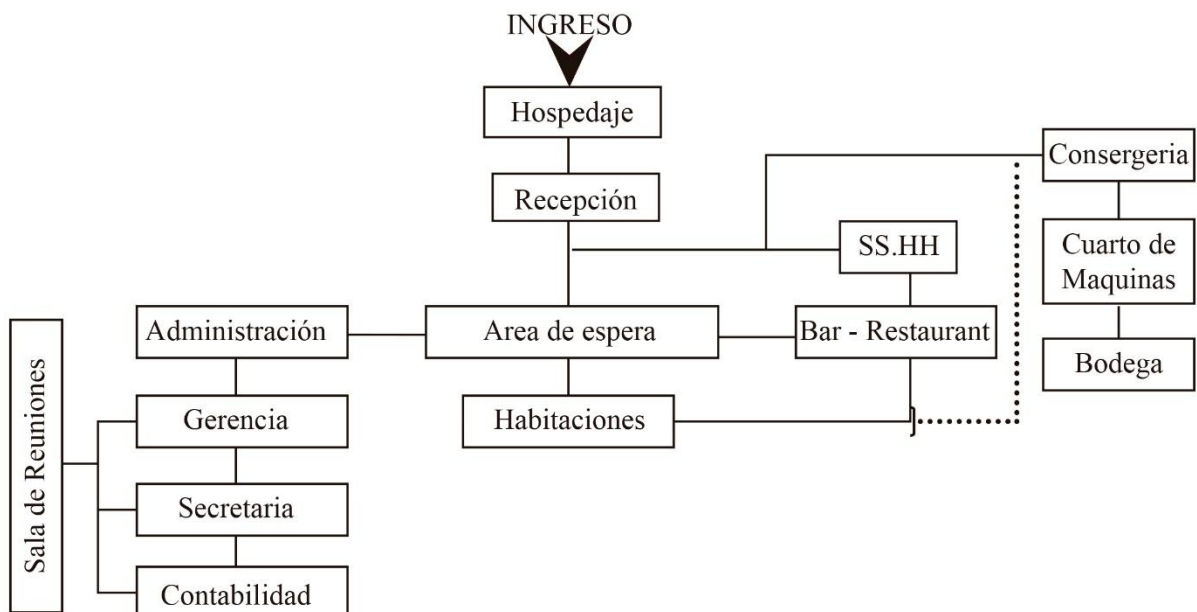 INGRESO
Hospedaje
Consergeria
Recepción
SS.HH
Cuarto de
Maquinas
Administración
Area de espera
Bar - Restaurant
Bodega
Sala de Reuniones
Gerencia
Habitaciones
Secretaria
Contabilidad